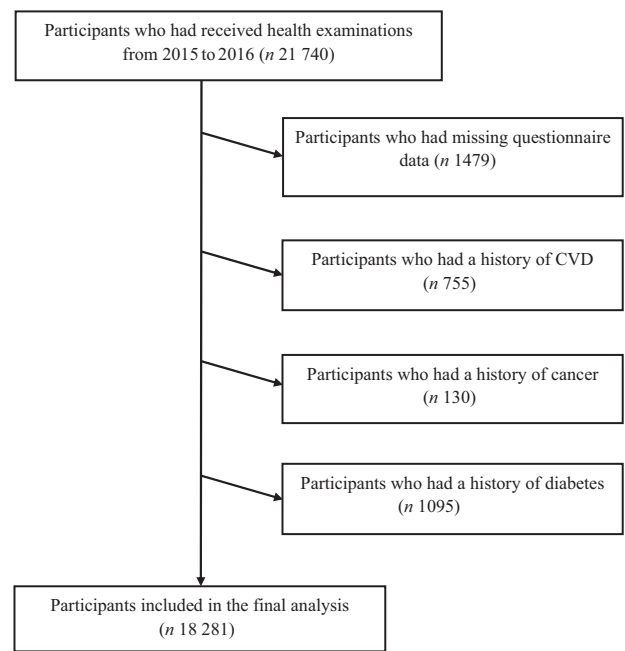 Participants who had received health examinations
from 2015 to 2016 (n 21 740)
Participants who had missing questionnaire
data (n 1479)
Participants who had a history of CVD
(n 755)
Participants who had a history of cancer
(n 130)
Participants who had a history of diabetes
(n 1095)
Participants included in the final analysis
(n 18 281)